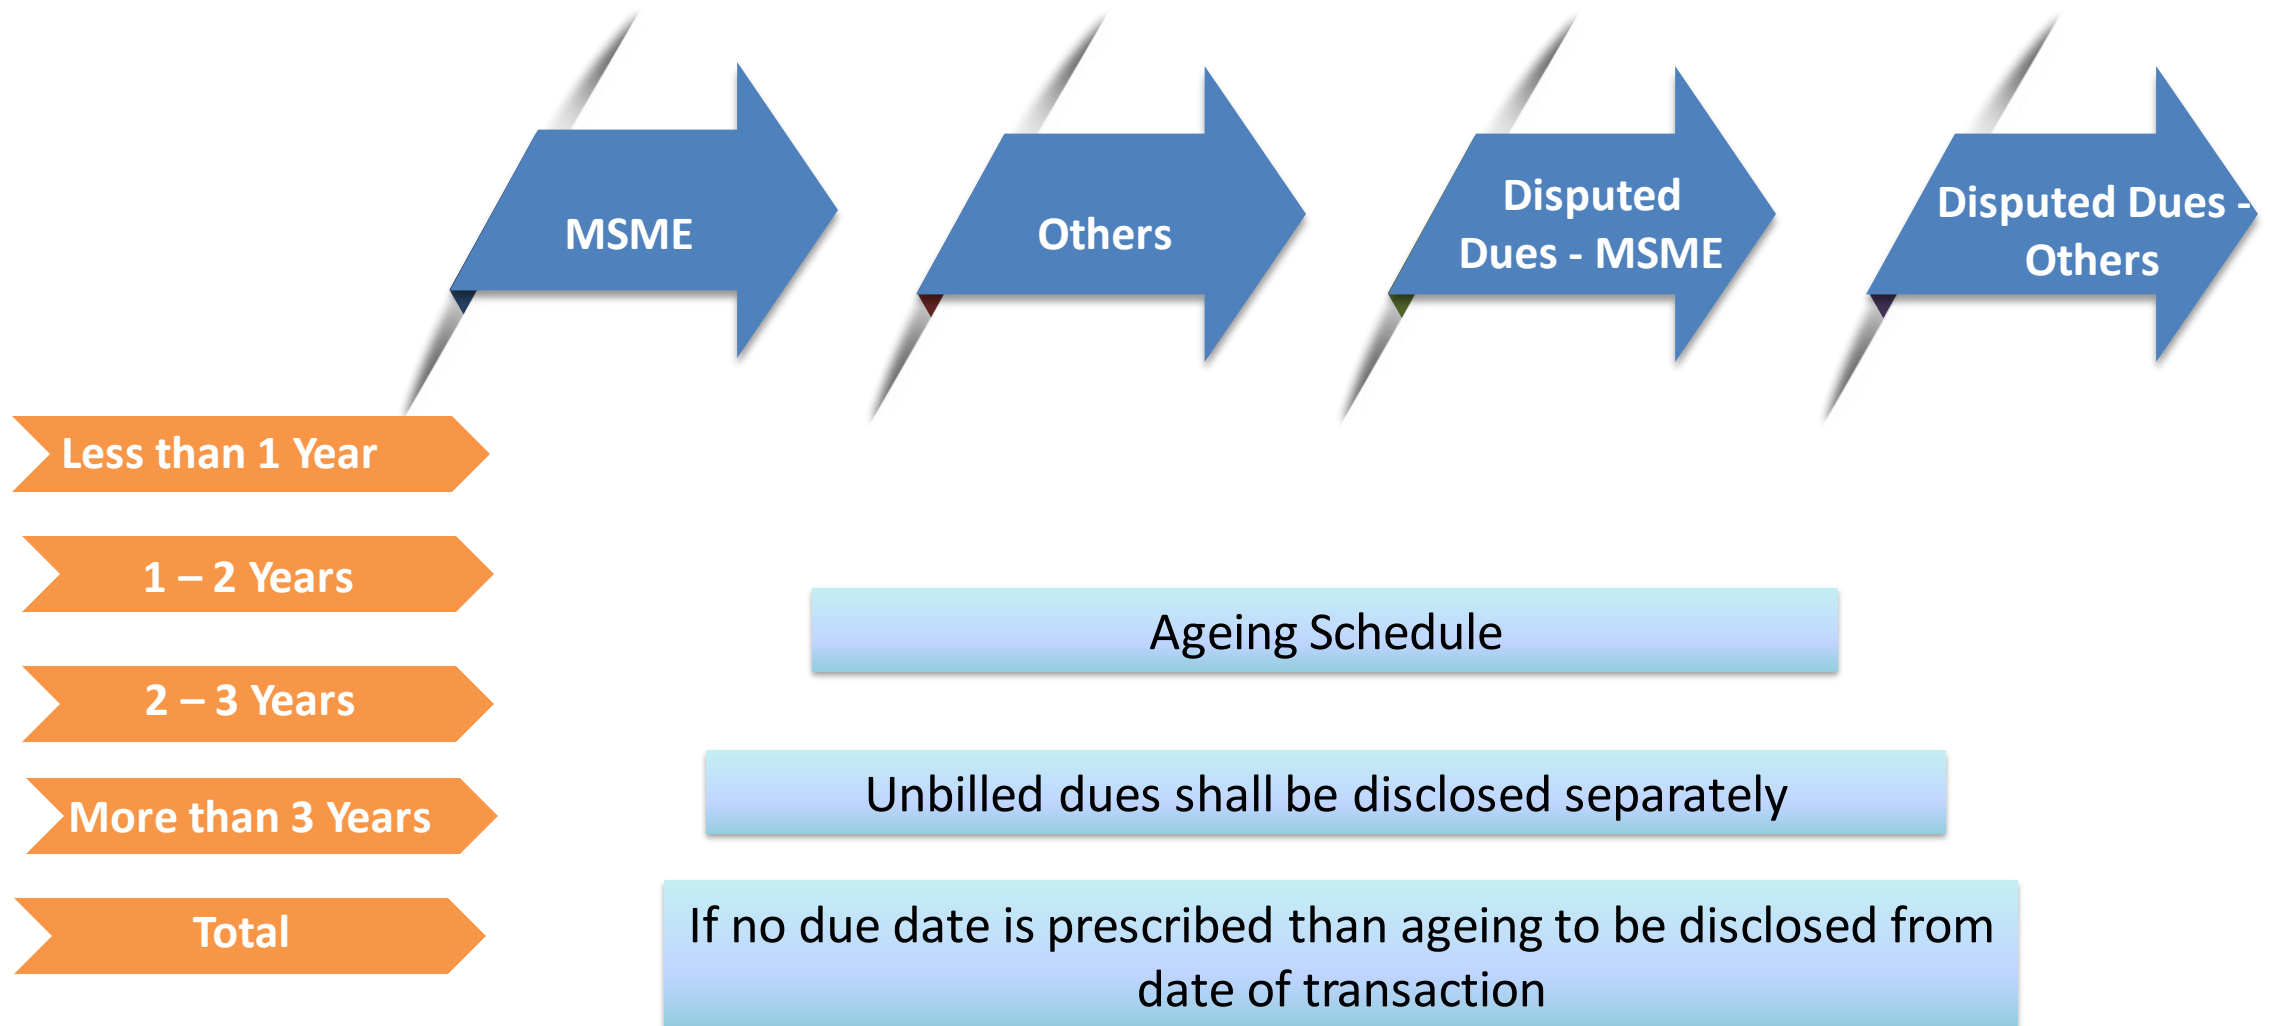 MSME
Others
Disputed
Dues - MSME
Disputed Dues -
Others
Less than 1 Year
1 – 2 Years
2 – 3 Years
More than 3 Years
Total
Ageing Schedule
Unbilled dues shall be disclosed separately
If no due date is prescribed than ageing to be disclosed from
date of transaction